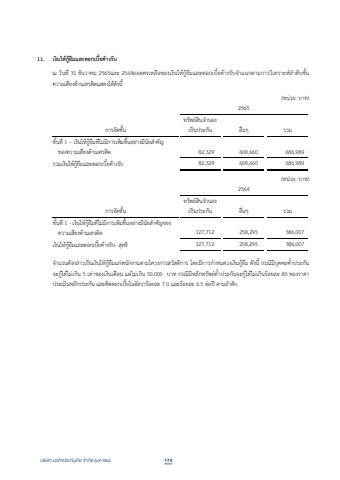 11. เงินให้กู้ยืมและดอกเบี้ยค้างรับ
ณ วันที่ 31 ธันวาคม 2565และ 2564ยอดคงเหลือของเงินให้กู้ยืมและดอกเบี้ยค้างรับจำแนกตามการวิเคราะห์ลำดับชั้น
ความเสี่ยงด้านเครดิตแสดงได้ดังนี้
(หน่วย: บาท)
2565
ทรัพย์สินจำนอง
การจัดชั้น เป็นประกัน อื่นๆ รวม
ชั้นที่ 1 – เงินให้กู้ยืมที่ไม่มีการเพิ่มขึ้นอย่างมีนัยสำคัญ
ของความเสี่ยงด้านเครดิต 82,329 604,660 686,989
รวมเงินให้กู้ยืมและดอกเบี้ยค้างรับ 82,329 604,660 686,989
(หน่วย: บาท)
2564
ทรัพย์สินจำนอง
การจัดชั้น เป็นประกัน อื่นๆ รวม
ชั้นที่ 1 - เงินให้กู้ยืมที่ไม่มีการเพิ่มขึ้นอย่างมีนัยสำคัญของ
ความเสี่ยงด้านเครดิต 127,712 258,295 386,007
เงินให้กู้ยืมและดอกเบี้ยค้างรับ- สุทธิ 127,712 258,295 386,007
จำนวนดังกล่าวเป็นเงินให้กู้ยืมแก่พนักงานตามโครงการสวัสดิการ โดยมีการกำหนดวงเงินกู้ยืม ดังนี้ กรณีมีบุคคลค้ำประกัน
จะกู้ได้ไม่เกิน 5 เท่าของเงินเดือน แต่ไม่เกิน 50,000 บาท กรณีมีหลักทรัพย์ค้ำประกันจะกู้ได้ไม่เกินร้อยละ 80 ของราคา
ประเมินหลักประกัน และคิดดอกเบี้ยในอัตราร้อยละ 7.0 และร้อยละ 6.5 ต่อปี ตามลำดับ
บริษัท นวกิจประกันภัย จำกัด (มหาชน) 174